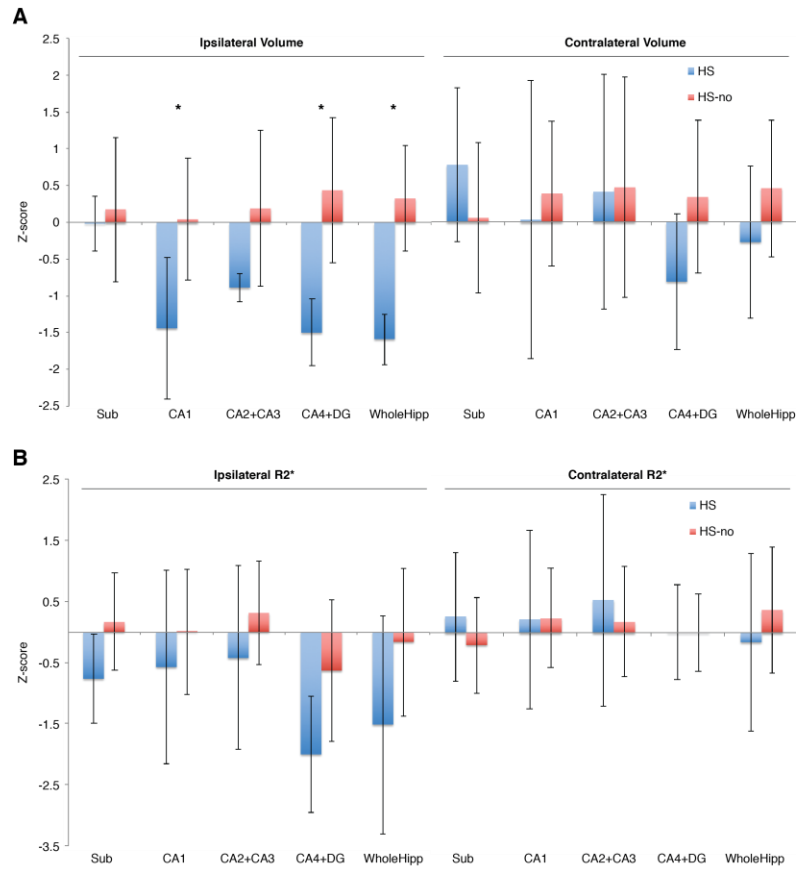 A
Ipsilateral Volume
Contralateral Volume
HS
HS-no
2.5
2
1.5
1
0.5
0
-0.5
-1
-1.5
-2
-2.5
Z-score
*
*
*
Sub
CA1
CA2+CA3
CA4+DG
WholeHipp
Sub
CA1
CA2+CA3
CA4+DG
WholeHipp
B
Ipsilateral R2*
Contralateral R2*
HS
HS-no
2.5
1.5
0.5
-0.5
-1.5
-2.5
-3.5
Z-score
Sub
CA1
CA2+CA3
CA4+DG
WholeHipp
Sub
CA1
CA2+CA3
CA4+DG
WholeHipp